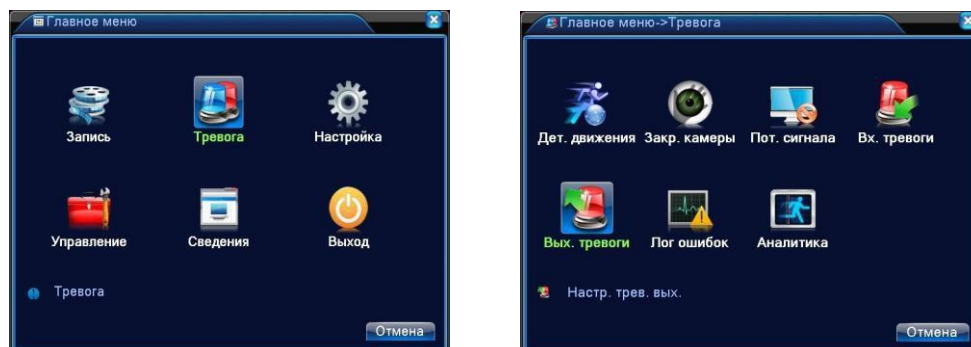 Главное меню
Запись Тревога Настройка
Управление Сведения Выход
Тревога
Отмена
Главное меню->Тревога
Дет. движения Закр. камеры Пот. сигнала Вх. тревоги
Вых. тревоги Лог ошибок Аналитика
Настр. трев. вых.
Отмена